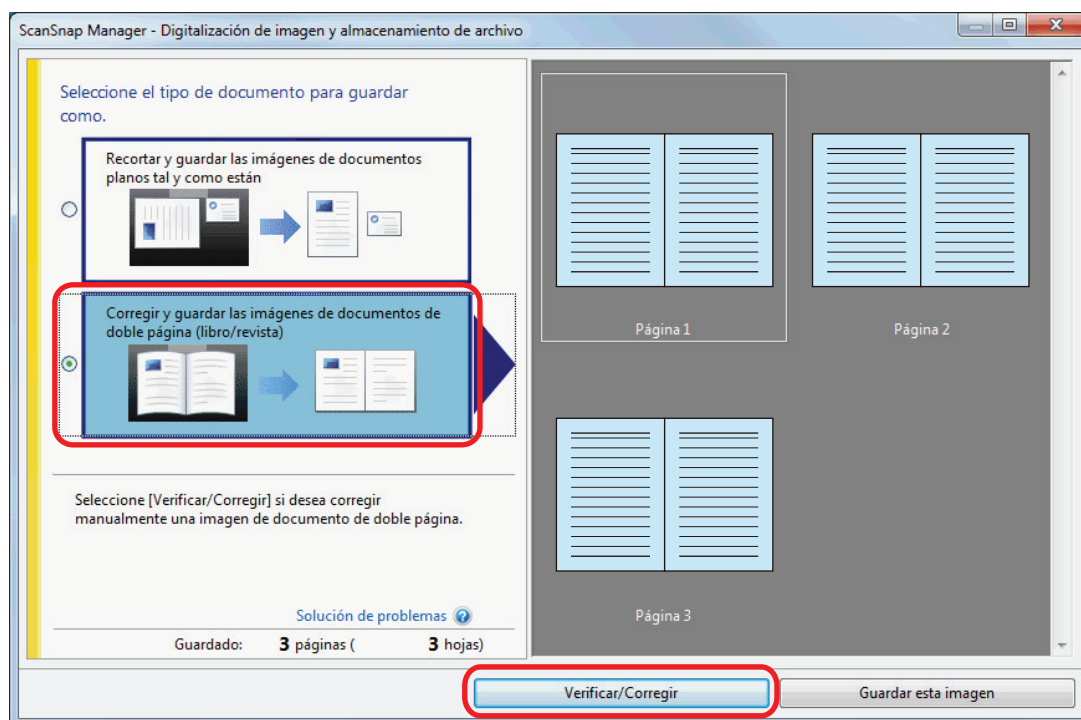 ScanSnap Manager - Digitalización de imagen y almacenamiento de archivo
Seleccione el tipo de documento para guardar
como.
Recortar y guardar las imágenes de documentos
planos tal y como están
Corregir y guardar las imágenes de documentos de
doble página (libro/revista)
Seleccione [Verificar/Corregir] si desea corregir
manualmente una imagen de documento de doble página.
Solución de problemas
Guardado: 3 páginas ( 3 hojas)
Página 1
Página 2
Página 3
Verificar/Corregir
Guardar esta imagen